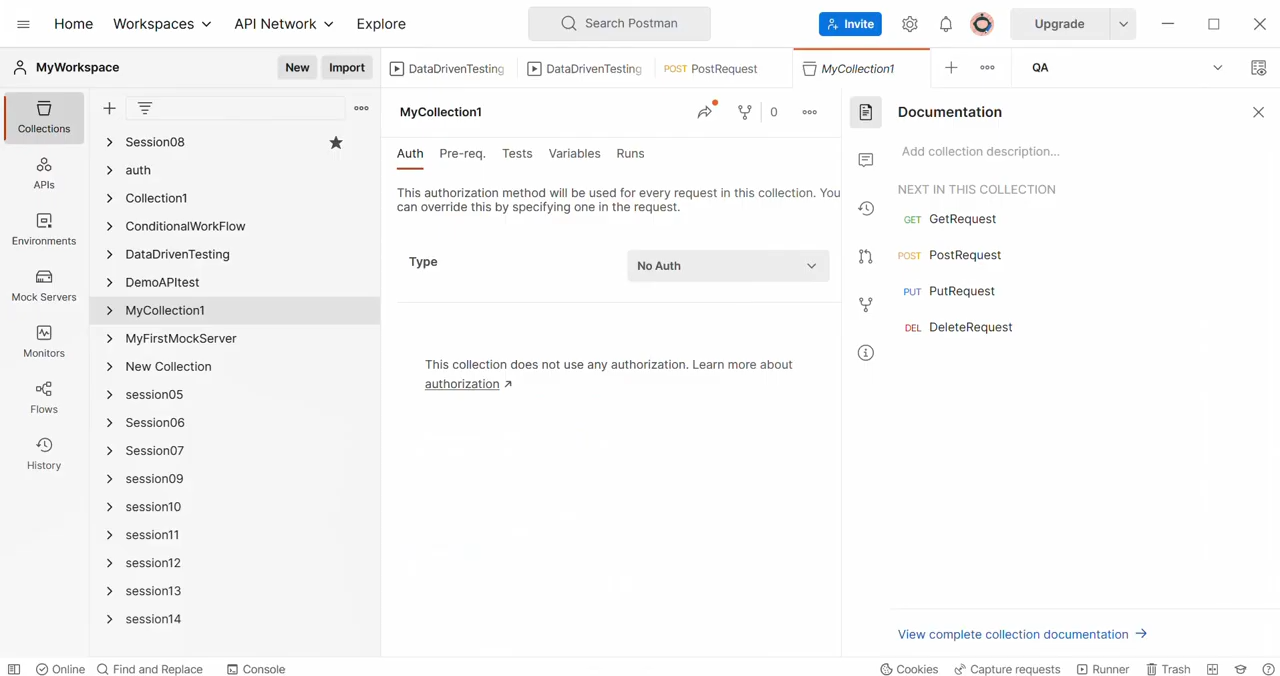 Home Workspaces API Network Explore Search Postman Invite Upgrade
MyWorkspace New Import DataDrivenTesting DataDrivenTesting POST PostRequest MyCollection1 QA
Collections
APIs
Environments
Mock Servers
Monitors
Flows
History
Session08
auth
Collection1
ConditionalWorkFlow
DataDrivenTesting
DemoAPItest
MyCollection1
MyFirstMockServer
New Collection
session05
Session06
Session07
session09
session10
session11
session12
session13
session14
MyCollection1 0
Auth Pre-req. Tests Variables Runs
This authorization method will be used for every request in this collection. You
can override this by specifying one in the request.
Type No Auth
This collection does not use any authorization. Learn more about
authorization ↗
Documentation
Add collection description...
NEXT IN THIS COLLECTION
GET GetRequest
POST PostRequest
PUT PutRequest
DEL DeleteRequest
View complete collection documentation →
Online Find and Replace Console Cookies Capture requests Runner Trash